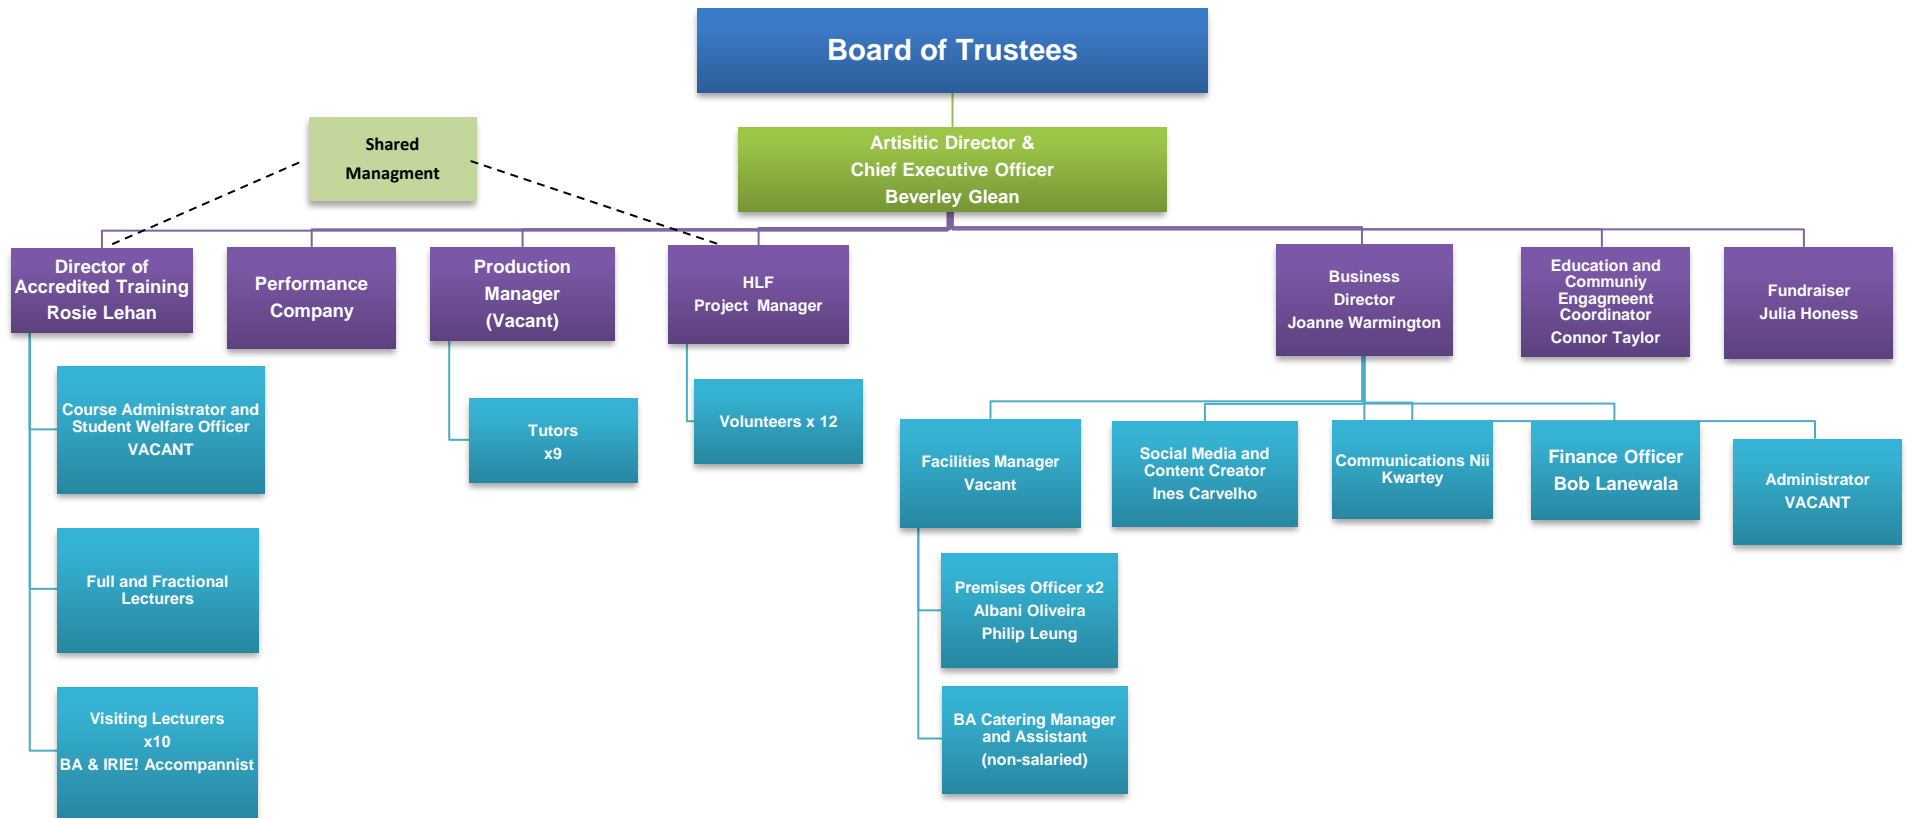 Board of Trustees
Shared
Managment
Artisitic Director &
Chief Executive Officer
Beverley Glean
Director of
Accredited Training
Rosie Lehan
Performance
Company
Production
Manager
(Vacant)
HLF
Project Manager
Business
Director
Joanne Warmington
Education and
Communiy
Engagmeent
Coordinator
Connor Taylor
Fundraiser
Julia Honess
Course Administrator and
Student Welfare Officer
VACANT
Tutors
x9
Volunteers x 12
Facilities Manager
Vacant
Social Media and
Content Creator
Ines Carvelho
Communications Nii
Kwartey
Finance Officer
Bob Lanewala
Administrator
VACANT
Full and Fractional
Lecturers
Premises Officer x2
Albani Oliveira
Philip Leung
Visiting Lecturers
x10
BA & IRIE! Accompannist
BA Catering Manager
and Assistant
(non-salaried)